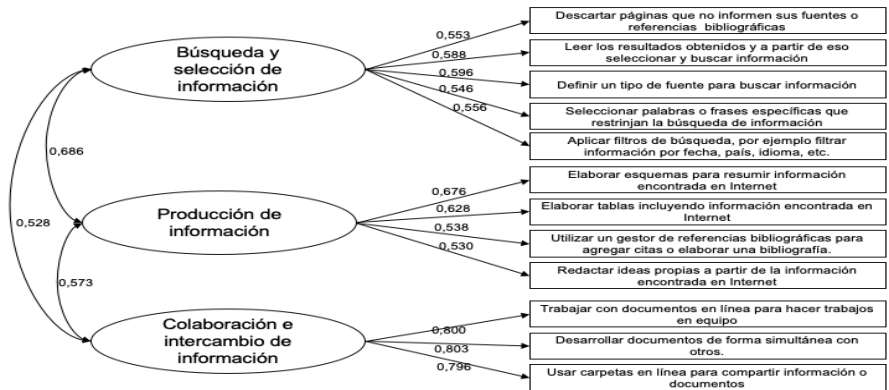 Descartar páginas que no informen sus fuentes o
referencias bibliográficas
0,553
Búsqueda y
selección de
información
0,588
Leer los resultados obtenidos y a partir de eso
seleccionar y buscar información
0,596
Definir un tipo de fuente para buscar información
0,546
Seleccionar palabras o frases específicas que
restrinjan la búsqueda de información
0,556
Aplicar filtros de búsqueda, por ejemplo filtrar
información por fecha, país, idioma, etc.
0,686
Elaborar esquemas para resumir información
encontrada en Internet
0,676
Producción de
información
0,628
Elaborar tablas incluyendo información encontrada en
Internet
0,528
0,538
Utilizar un gestor de referencias bibliográficas para
agregar citas o elaborar una bibliografía.
0,530
Redactar ideas propias a partir de la información
encontrada en Internet
0,573
Colaboración e
intercambio de
información
0,800
Trabajar con documentos en línea para hacer trabajos
en equipo
0,803
Desarrollar documentos de forma simultánea con
otros.
0,796
Usar carpetas en línea para compartir información o
documentos